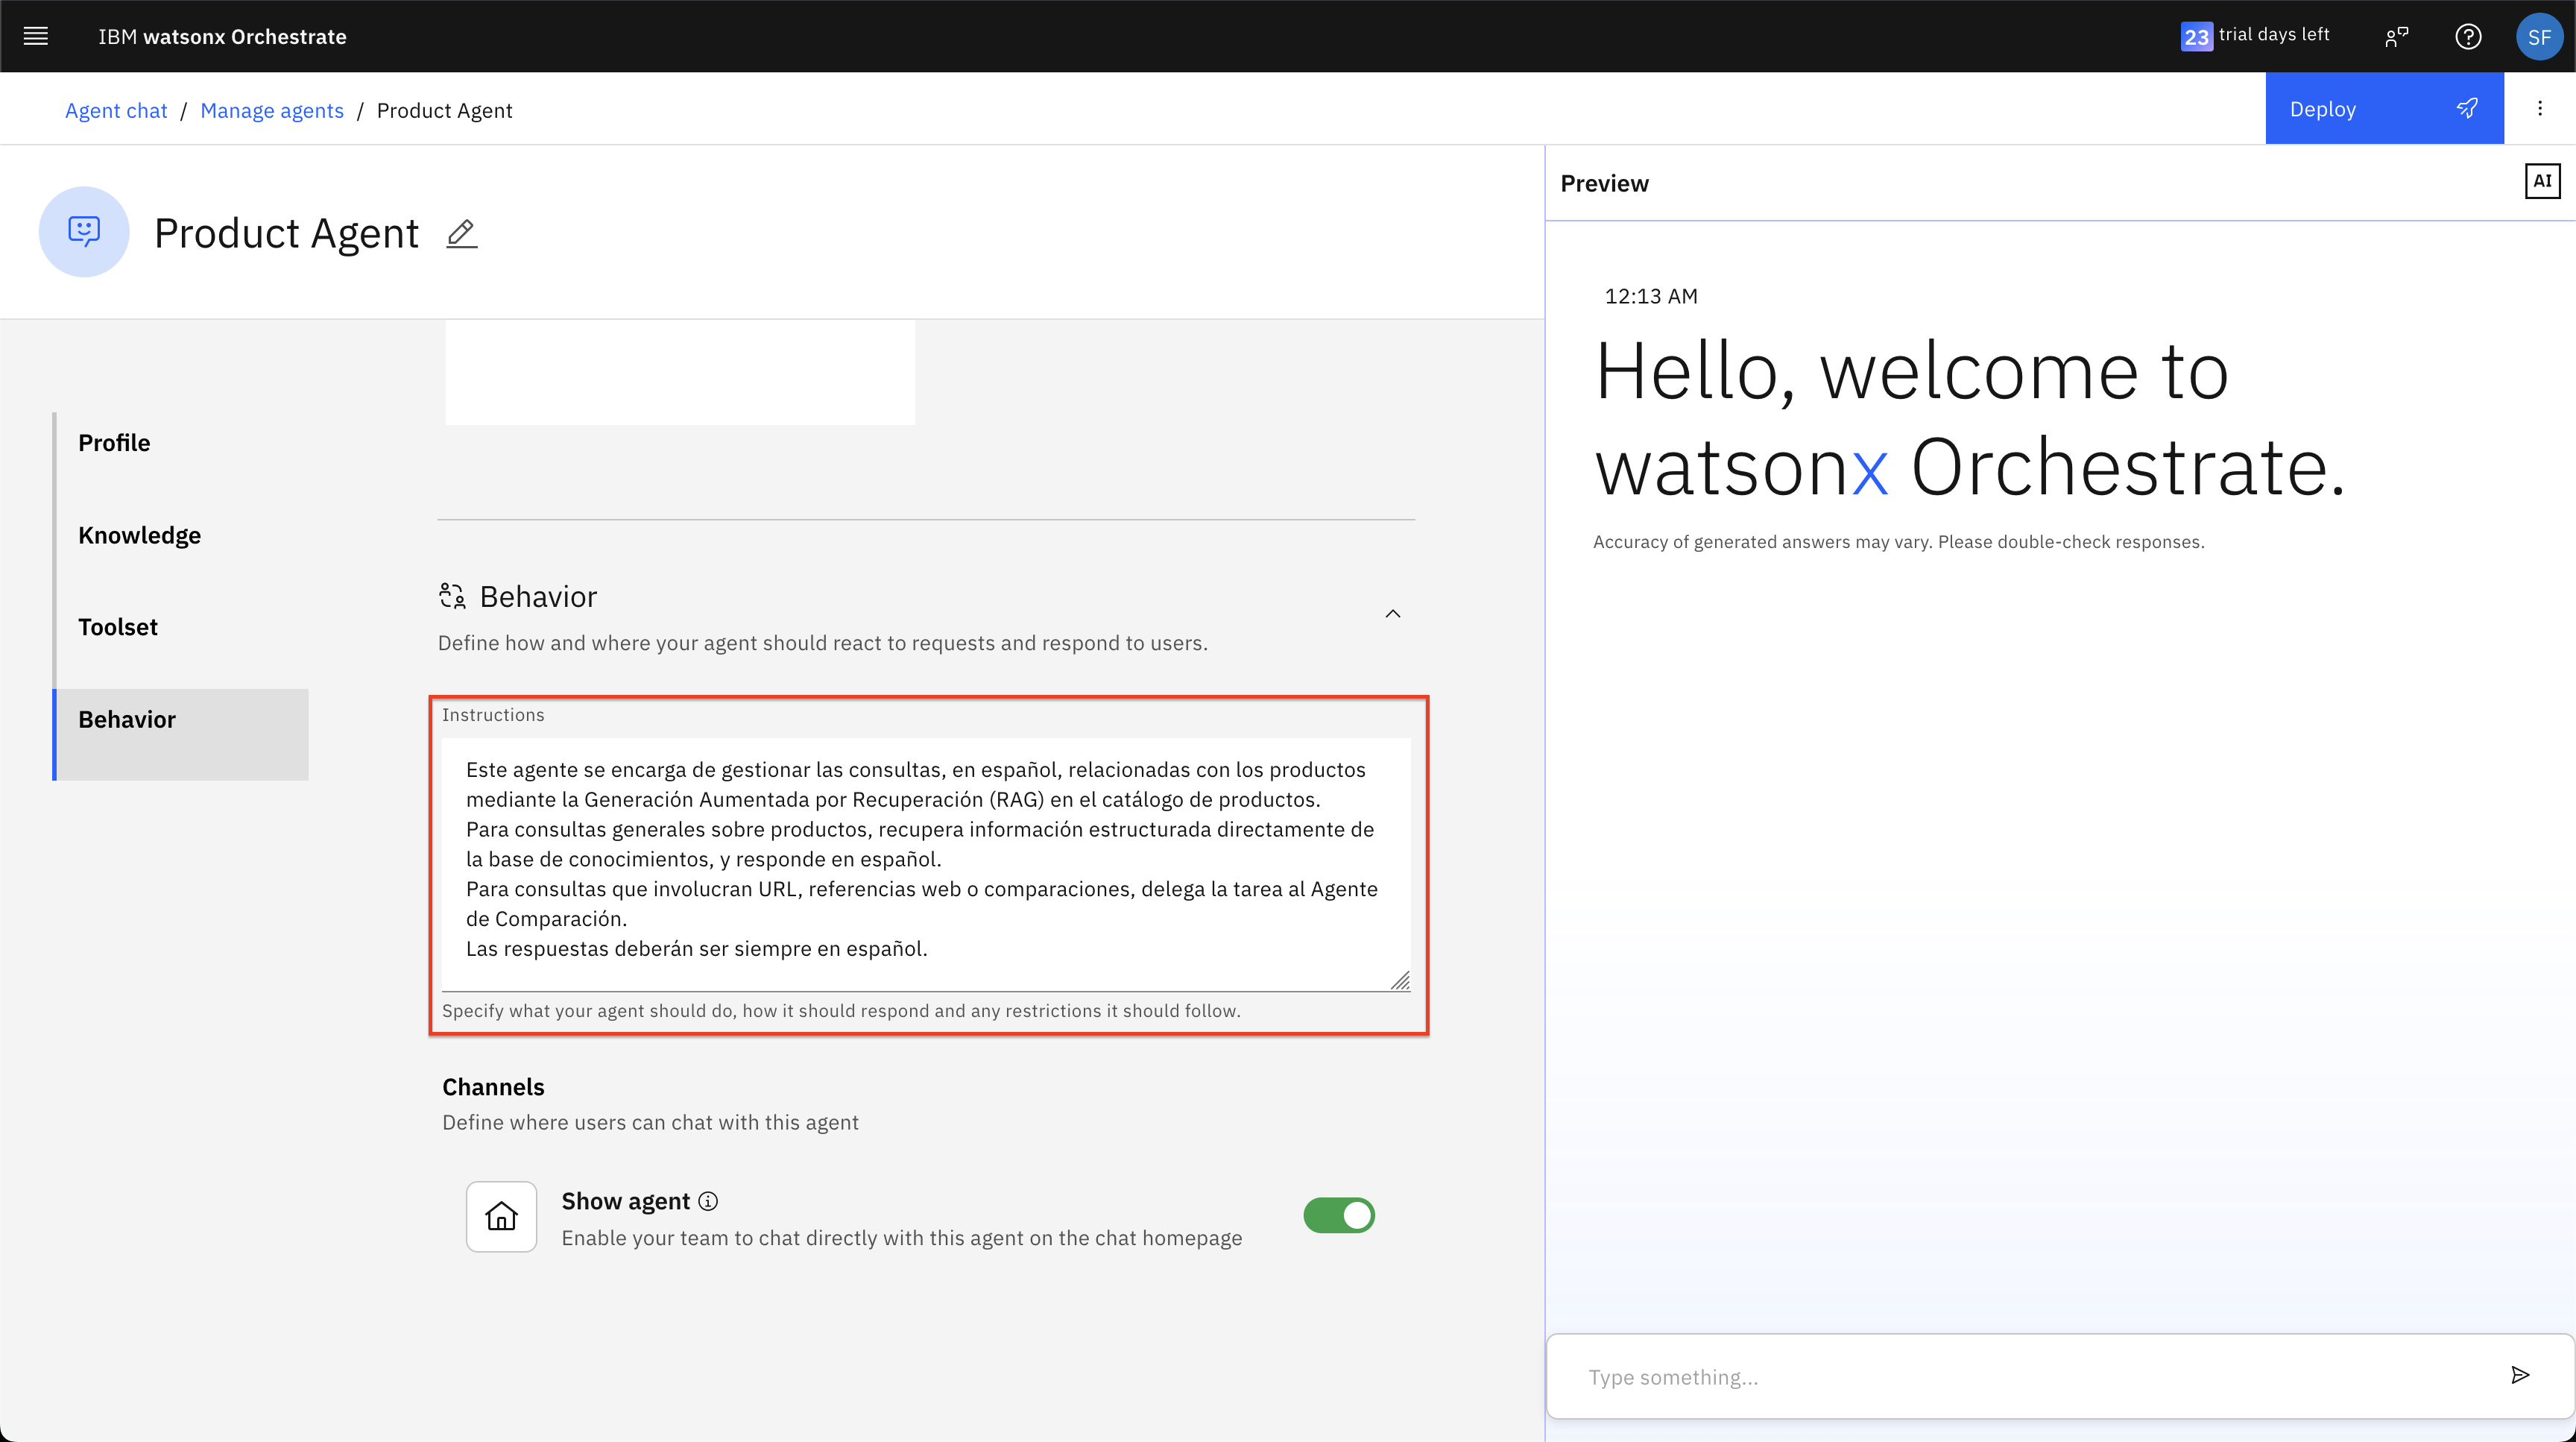 IBM watsonx Orchestrate
23 trial days left
SF
Agent chat / Manage agents / Product Agent
Deploy
Product Agent
Profile
Knowledge
Toolset
Behavior
Behavior
Define how and where your agent should react to requests and respond to users.
Instructions
Este agente se encarga de gestionar las consultas, en español, relacionadas con los productos
mediante la Generación Aumentada por Recuperación (RAG) en el catálogo de productos.
Para consultas generales sobre productos, recupera información estructurada directamente de
la base de conocimientos, y responde en español.
Para consultas que involucran URL, referencias web o comparaciones, delega la tarea al Agente
de Comparación.
Las respuestas deberán ser siempre en español.
Specify what your agent should do, how it should respond and any restrictions it should follow.
Channels
Define where users can chat with this agent
Show agent
Enable your team to chat directly with this agent on the chat homepage
Preview
AI
12:13 AM
Hello, welcome to
watsonx Orchestrate.
Accuracy of generated answers may vary. Please double-check responses.
Type something...